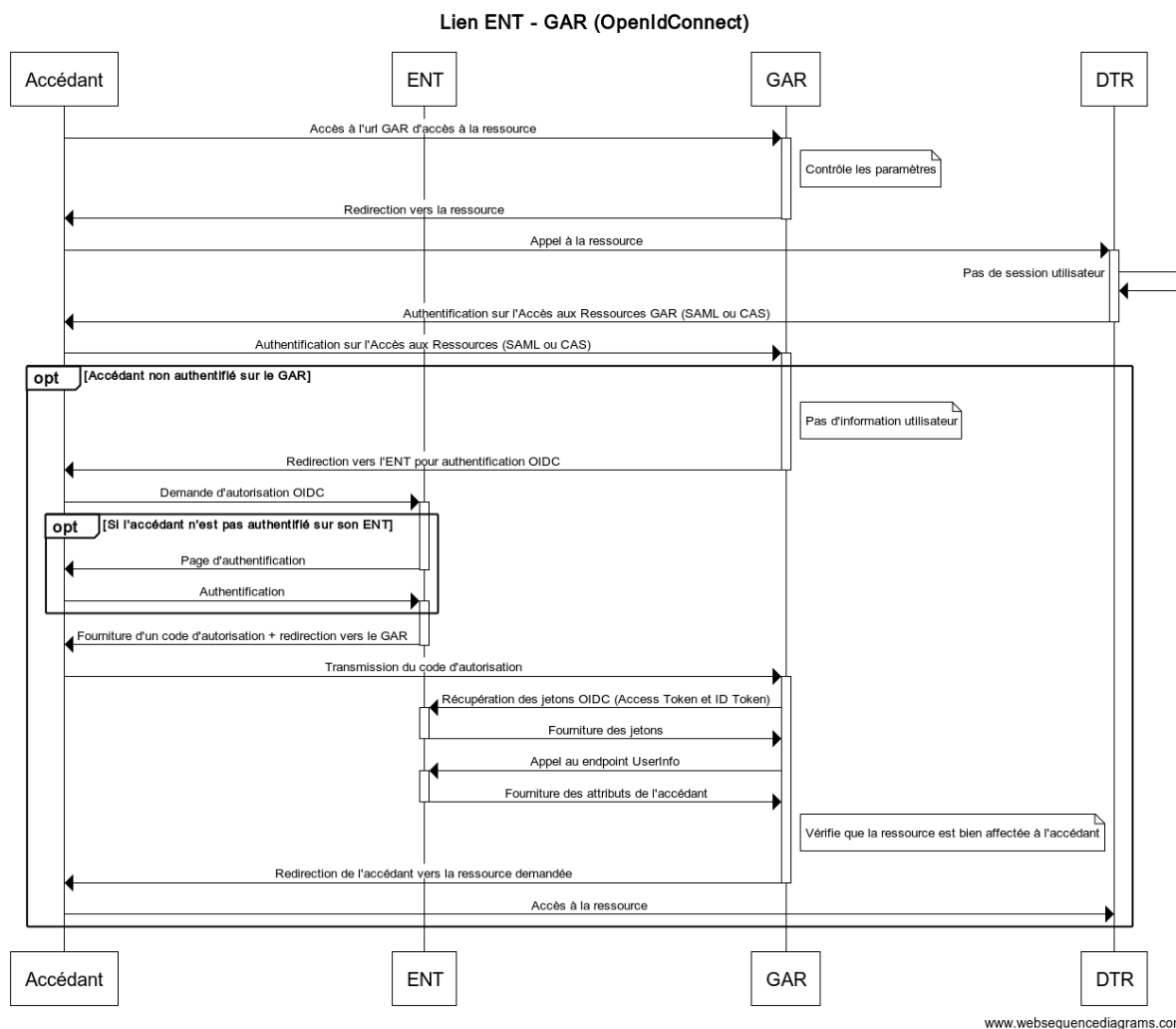 Lien ENT - GAR (OpenIdConnect)
Accédant
ENT
GAR
DTR
Accès à l'url GAR d'accès à la ressource
Contrôle les paramètres
Redirection vers la ressource
Appel à la ressource
Pas de session utilisateur
Authentification sur l'Accès aux Ressources GAR (SAML ou CAS)
Authentification sur l'Accès aux Ressources (SAML ou CAS)
opt [Accédant non authentifié sur le GAR]
Pas d'information utilisateur
Redirection vers l'ENT pour authentification OIDC
Demande d'autorisation OIDC
opt [Si l'accédant n'est pas authentifié sur son ENT]
Page d'authentification
Authentification
Fourniture d'un code d'autorisation + redirection vers le GAR
Transmission du code d'autorisation
Récupération des jetons OIDC (Access Token et ID Token)
Fourniture des jetons
Appel au endpoint UserInfo
Fourniture des attributs de l'accédant
Vérifie que la ressource est bien affectée à l'accédant
Redirection de l'accédant vers la ressource demandée
Accès à la ressource
Accédant
ENT
GAR
DTR
www.websequencediagrams.com